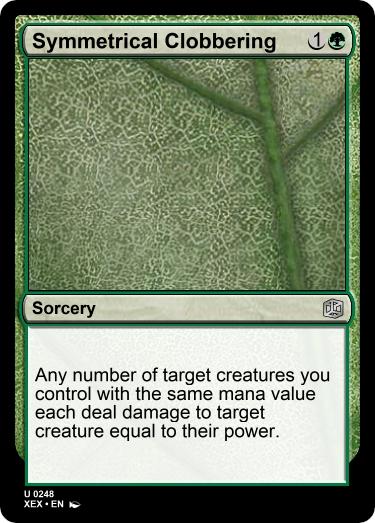 Symmetrical Clobbering 1
Sorcery
Any number of target creatures you
control with the same mana value
each deal damage to target
creature equal to their power.
U 0248
XEX • EN